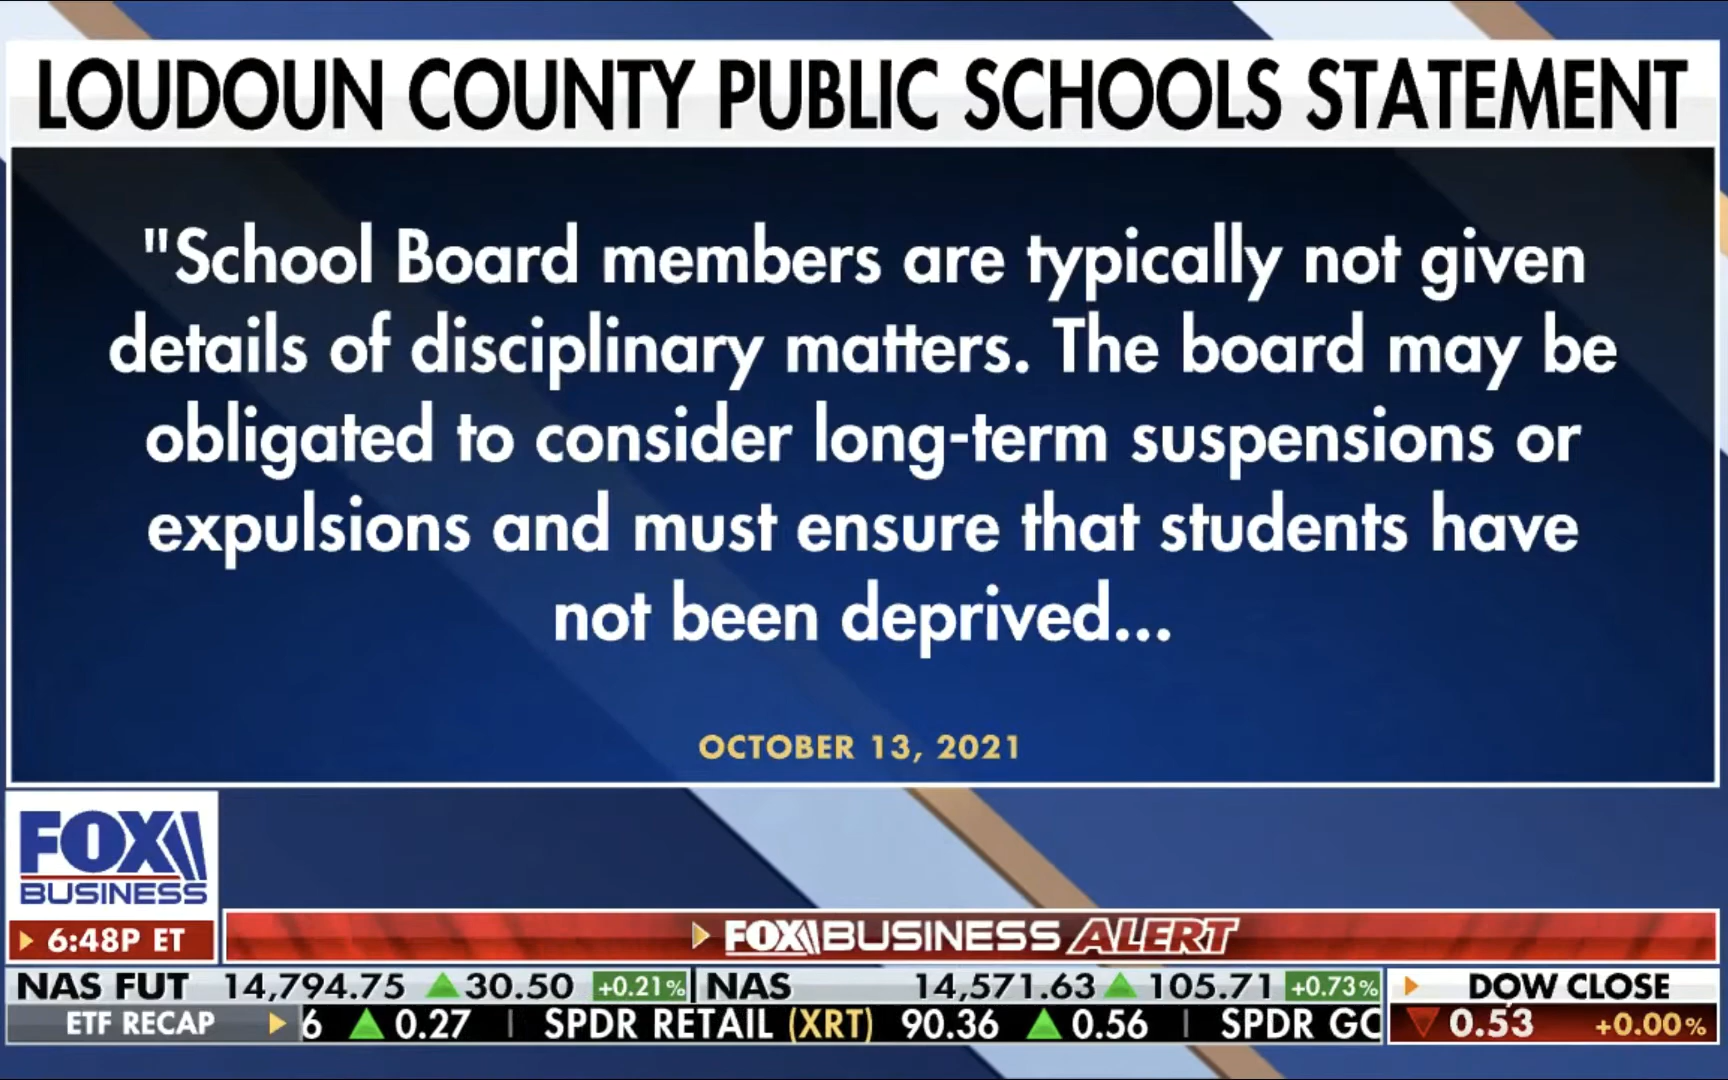 LOUDOUN COUNTY PUBLIC SCHOOLS STATEMENT
"School Board members are typically not given
details of disciplinary matters. The board may be
obligated to consider long-term suspensions or
expulsions and must ensure that students have
not been deprived...
OCTOBER 13, 2021
FOX
BUSINESS
6:48P ET
FOX BUSINESS ALERT
NAS FUT 14,794.75 30.50 +0.21% NAS 14,571.63 105.71 +0.73%
DOW CLOSE
ETF RECAP 6 0.27 SPDR RETAIL (XRT) 90.36 0.56 SPDR GC
0.53 +0.00%